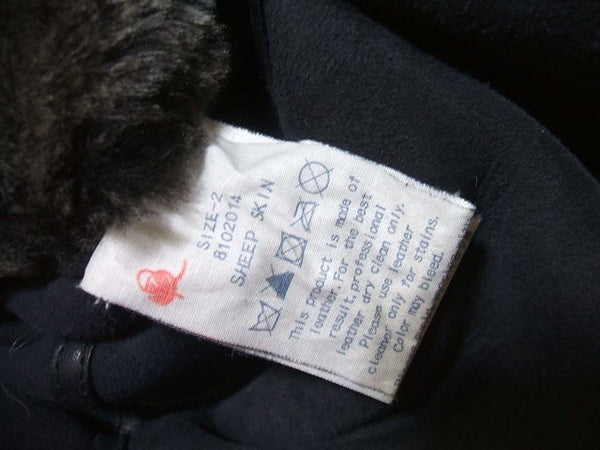 SIZE-2
8102014
SHEEP SKIN
This product is made of
leather. For the best
result, professional
leather dry clean only.
Please use leather
cleaner only for stains.
Color may bleed.